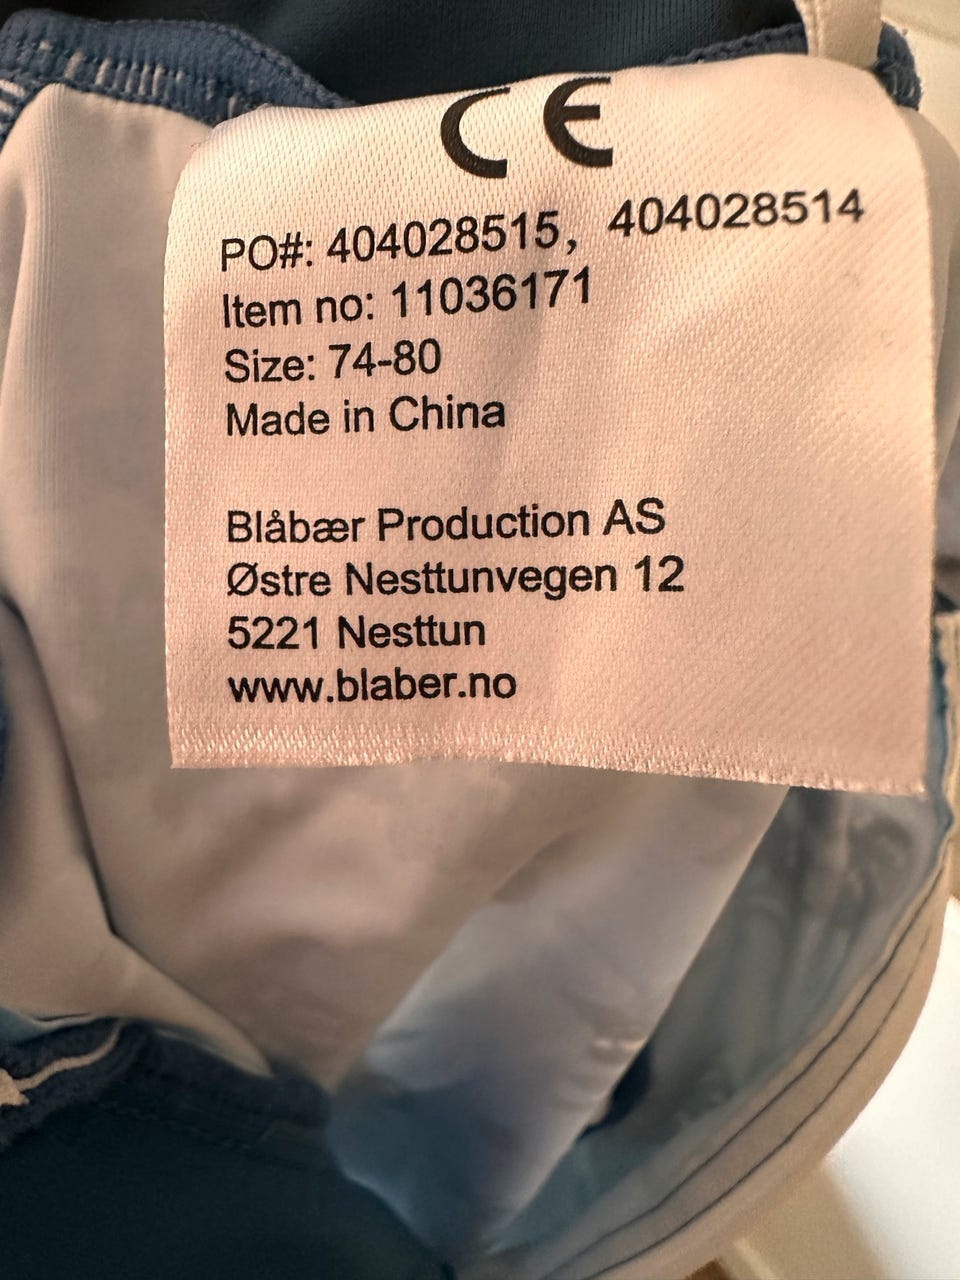 CE
PO#: 404028515, 404028514
Item no: 11036171
Size: 74-80
Made in China
Blåbær Production AS
Østre Nesttunvegen 12
5221 Nesttun
www.blaber.no